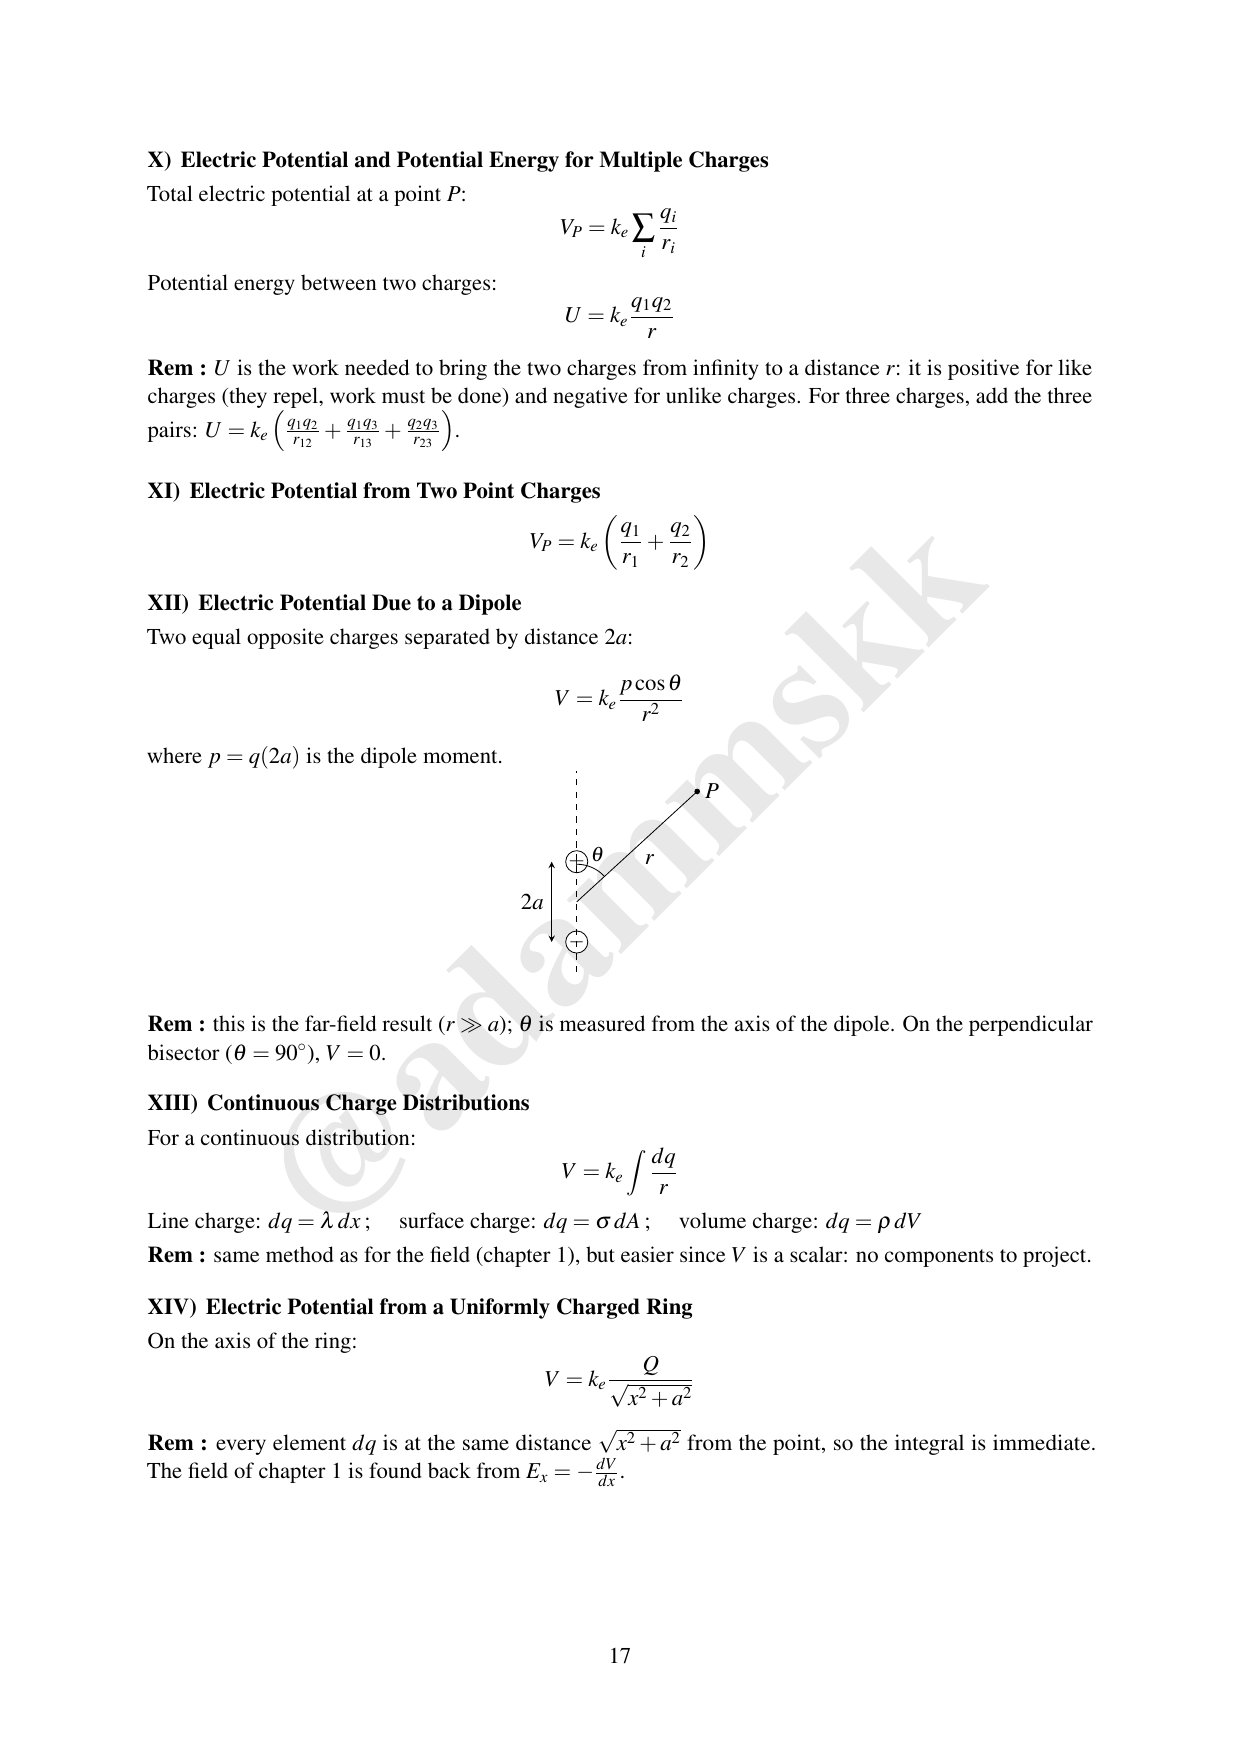 X) Electric Potential and Potential Energy for Multiple Charges
Total electric potential at a point P:
V_P = k_e ∑_i q_i/r_i
Potential energy between two charges:
U = k_e q_1q_2/r
Rem : U is the work needed to bring the two charges from infinity to a distance r: it is positive for like
charges (they repel, work must be done) and negative for unlike charges. For three charges, add the three
pairs: U = k_e (q_1q_2/r_12 + q_1q_3/r_13 + q_2q_3/r_23).
XI) Electric Potential from Two Point Charges
V_P = k_e (q_1/r_1 + q_2/r_2)
XII) Electric Potential Due to a Dipole
Two equal opposite charges separated by distance 2a:
V = k_e p cos θ/r²
where p = q(2a) is the dipole moment.
P
+ θ
r
2a
−
Rem : this is the far-field result (r ≫ a); θ is measured from the axis of the dipole. On the perpendicular
bisector (θ = 90°), V = 0.
XIII) Continuous Charge Distributions
For a continuous distribution:
V = k_e ∫ dq/r
Line charge: dq = λ dx ; surface charge: dq = σ dA ; volume charge: dq = ρ dV
Rem : same method as for the field (chapter 1), but easier since V is a scalar: no components to project.
XIV) Electric Potential from a Uniformly Charged Ring
On the axis of the ring:
V = k_e Q/√(x² + a²)
Rem : every element dq is at the same distance √(x² + a²) from the point, so the integral is immediate.
The field of chapter 1 is found back from E_x = −dV/dx.
17
@adammskk